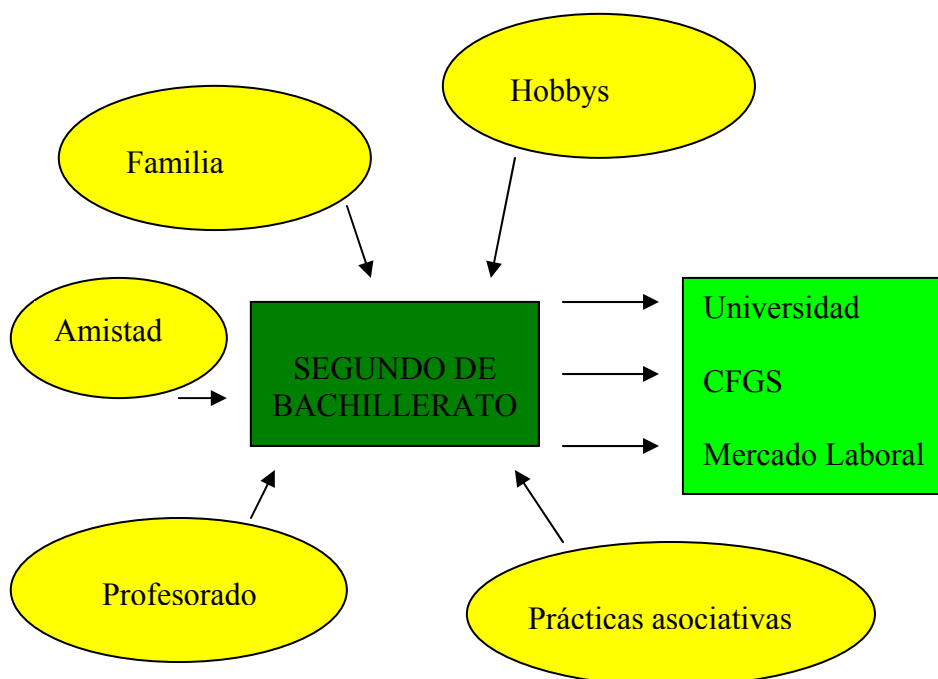 Hobbys
Familia
Amistad
SEGUNDO DE
BACHILLERATO
Universidad
CFGS
Mercado Laboral
Profesorado
Prácticas asociativas